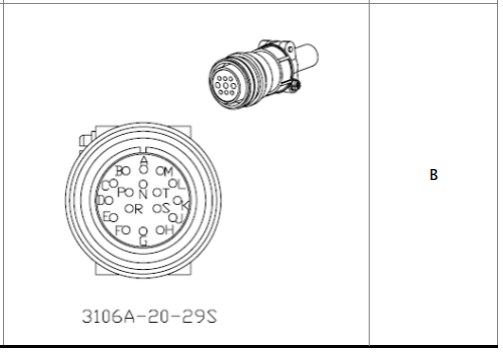 A
B M
C L
P N T
D K
R S
E J
F H
G
3106A-20-29S
B